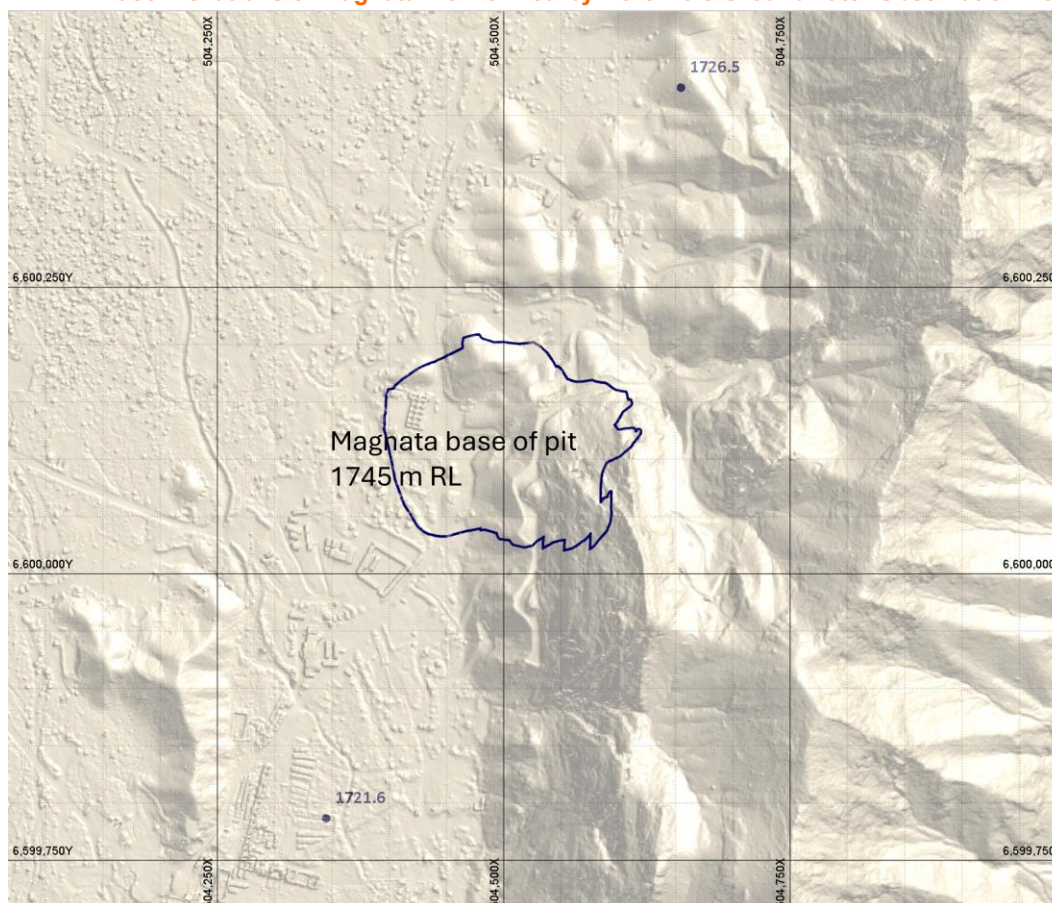 504,250X 504,500X 504,750X
1726.5
6,600,250Y 6,600,250
Magnata base of pit
1745 m RL
6,600,000Y 6,600,000
1721.6
6,599,750Y 6,599,750
504,250X 504,500X 504,750X